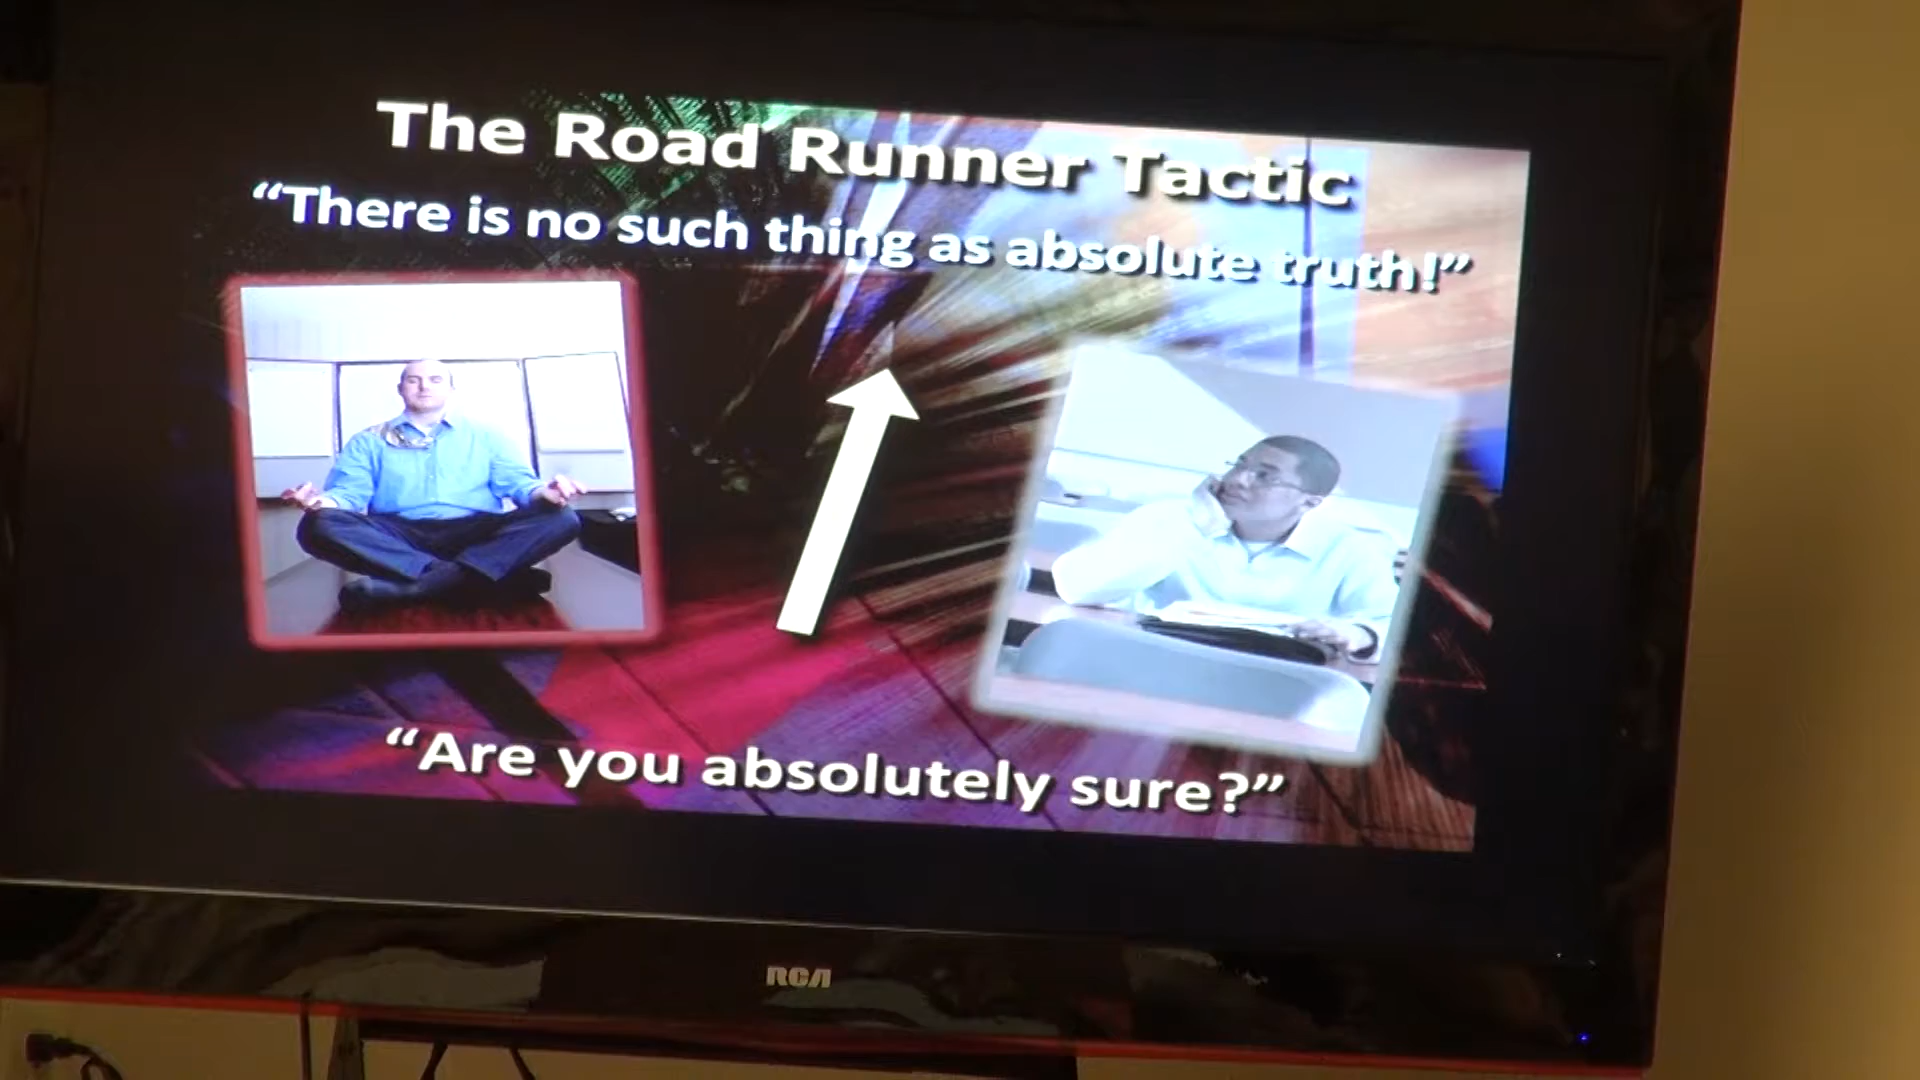 The Road Runner Tactic
“There is no such thing as absolute truth!”
“Are you absolutely sure?”
RCA